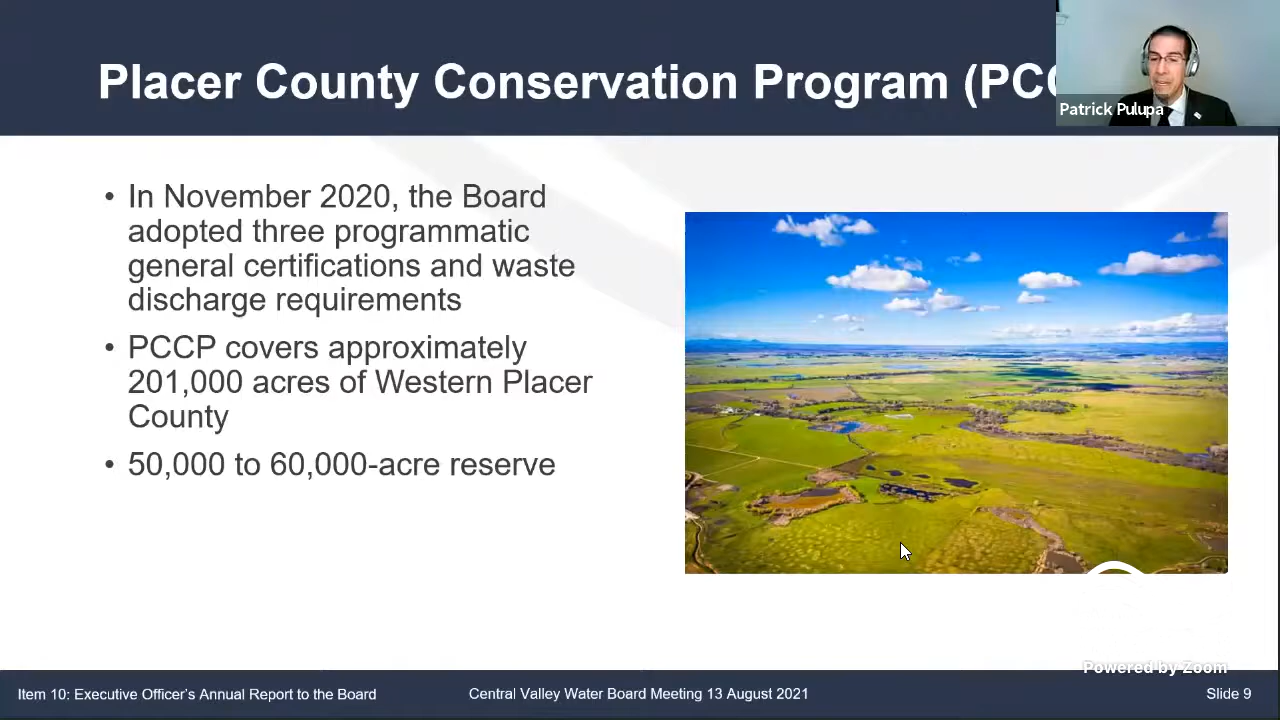 Placer County Conservation Program (PCC
Patrick Pulupa
• In November 2020, the Board
adopted three programmatic
general certifications and waste
discharge requirements
• PCCP covers approximately
201,000 acres of Western Placer
County
• 50,000 to 60,000-acre reserve
Powered by Zoom
Item 10: Executive Officer's Annual Report to the Board
Central Valley Water Board Meeting 13 August 2021
Slide 9